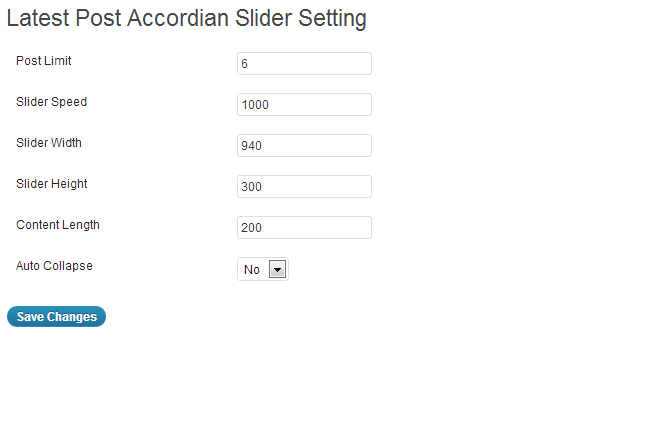 Latest Post Accordian Slider Setting
Post Limit 6
Slider Speed 1000
Slider Width 940
Slider Height 300
Content Length 200
Auto Collapse No
Save Changes